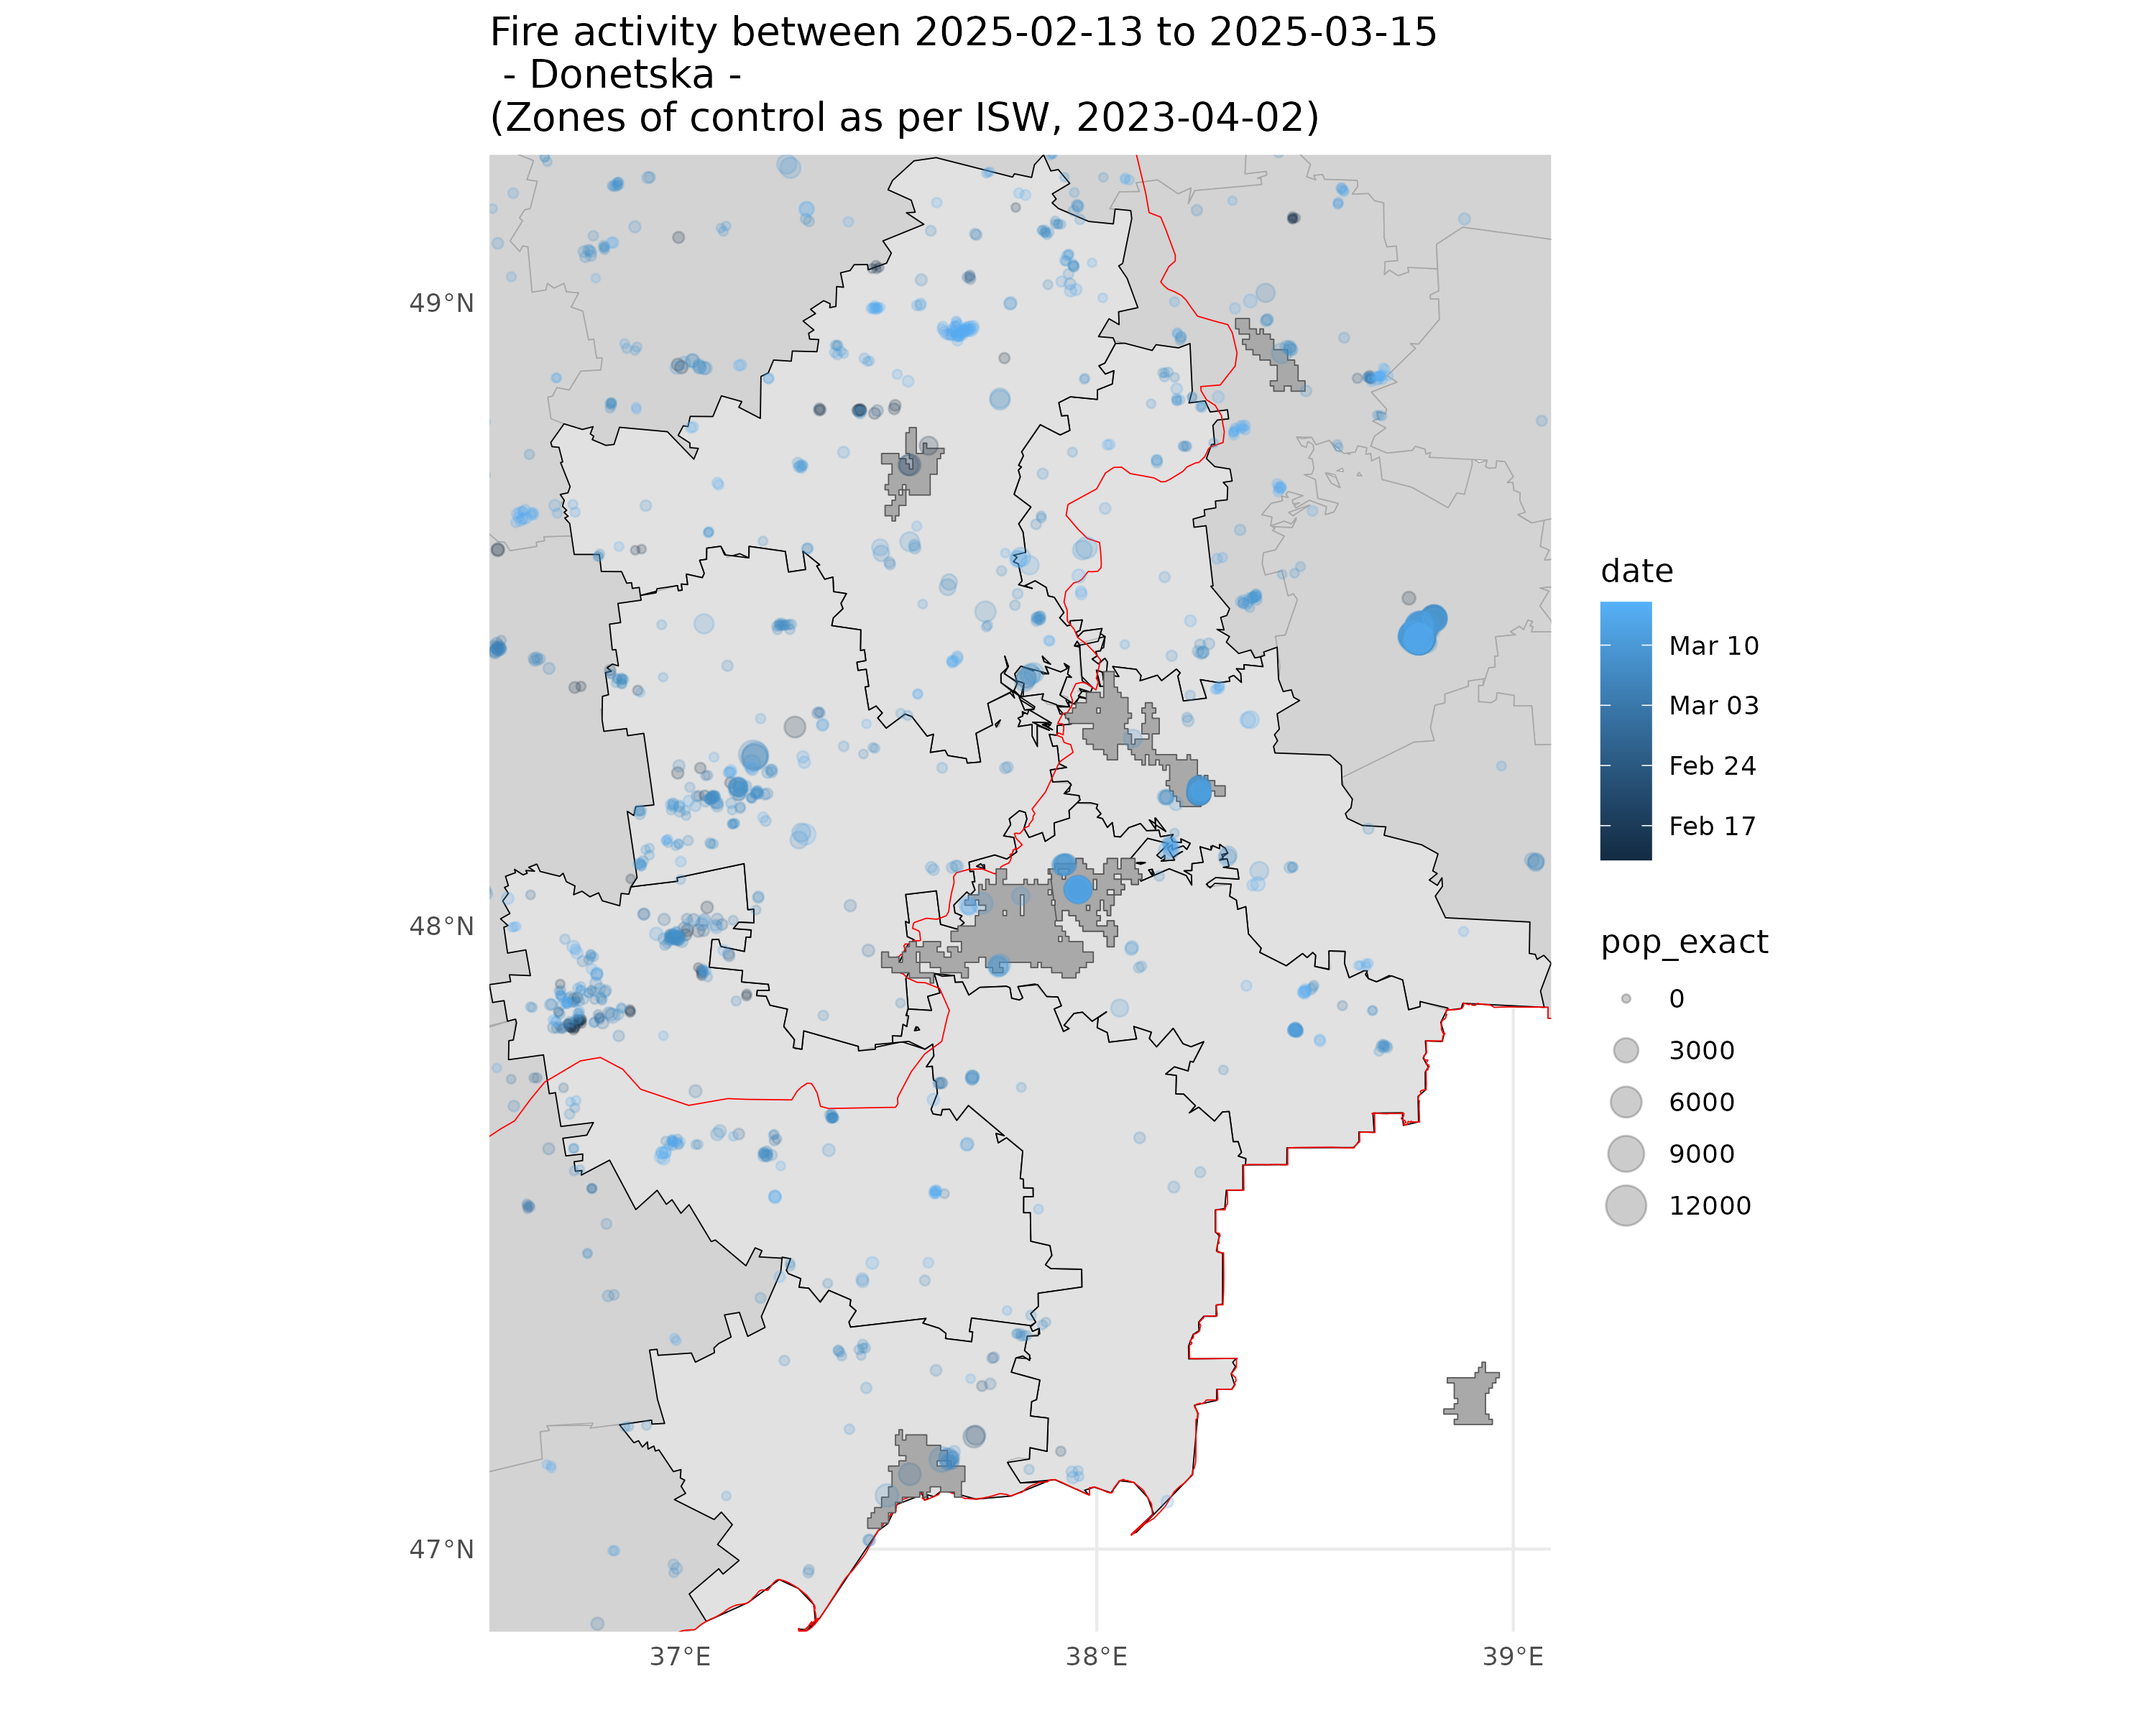 Fire activity between 2025-02-13 to 2025-03-15
- Donetska -
(Zones of control as per ISW, 2023-04-02)
49°N
48°N
47°N
37°E
38°E
39°E
date
Mar 10
Mar 03
Feb 24
Feb 17
pop_exact
0
3000
6000
9000
12000